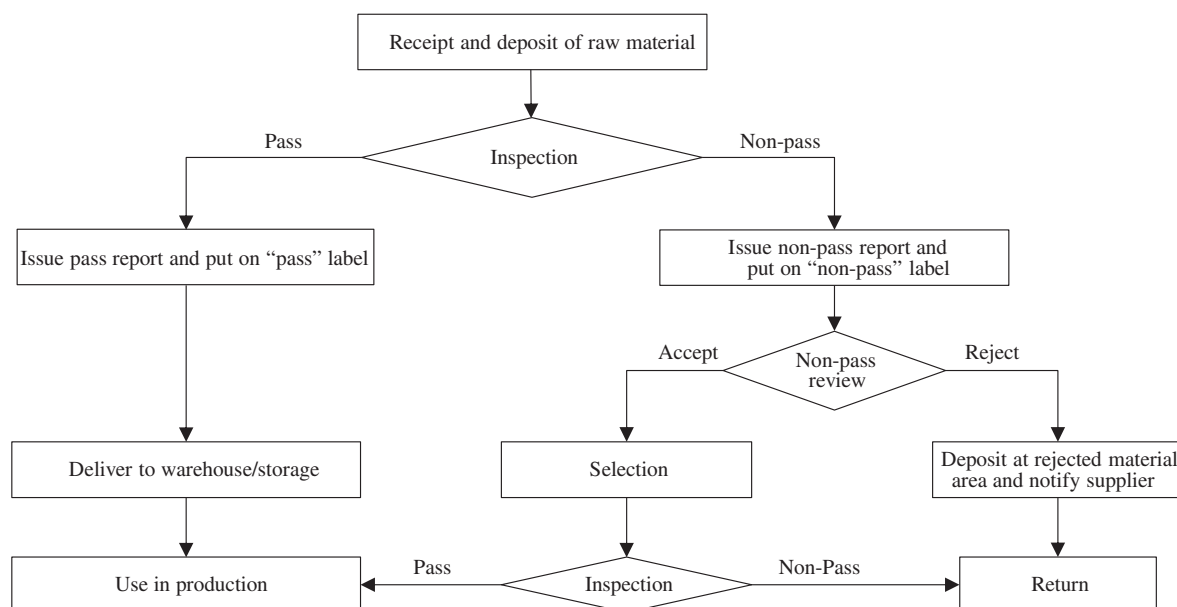 Receipt and deposit of raw material
Pass
Non-pass
Inspection
Issue pass report and put on “pass” label
Issue non-pass report and
put on “non-pass” label
Accept
Reject
Non-pass
review
Deliver to warehouse/storage
Selection
Deposit at rejected material
area and notify supplier
Use in production
Pass
Inspection
Non-Pass
Return